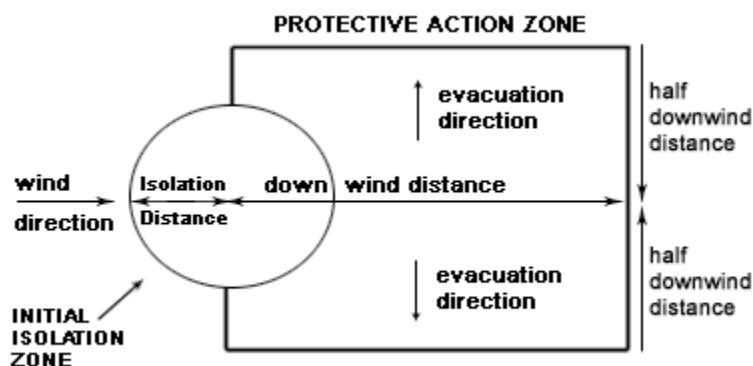 PROTECTIVE ACTION ZONE
evacuation
direction
half
downwind
distance
wind
direction
Isolation
Distance
down wind distance
evacuation
direction
half
downwind
distance
INITIAL
ISOLATION
ZONE